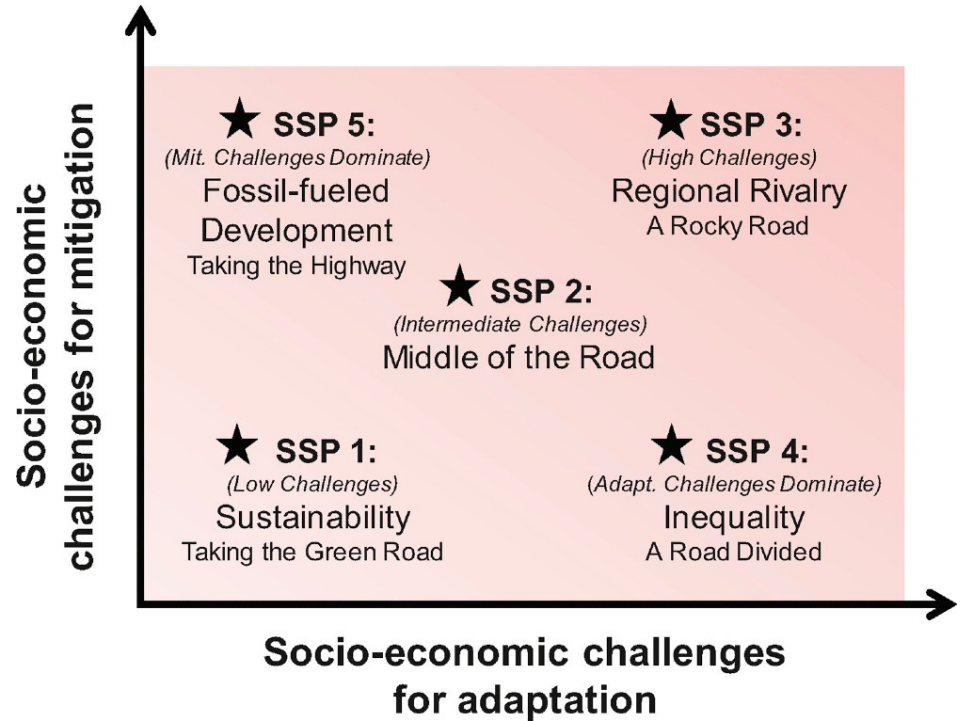 Socio-economic
challenges for mitigation
SSP 5:
(Mit. Challenges Dominate)
Fossil-fueled
Development
Taking the Highway
SSP 3:
(High Challenges)
Regional Rivalry
A Rocky Road
SSP 2:
(Intermediate Challenges)
Middle of the Road
SSP 1:
(Low Challenges)
Sustainability
Taking the Green Road
SSP 4:
(Adapt. Challenges Dominate)
Inequality
A Road Divided
Socio-economic challenges
for adaptation